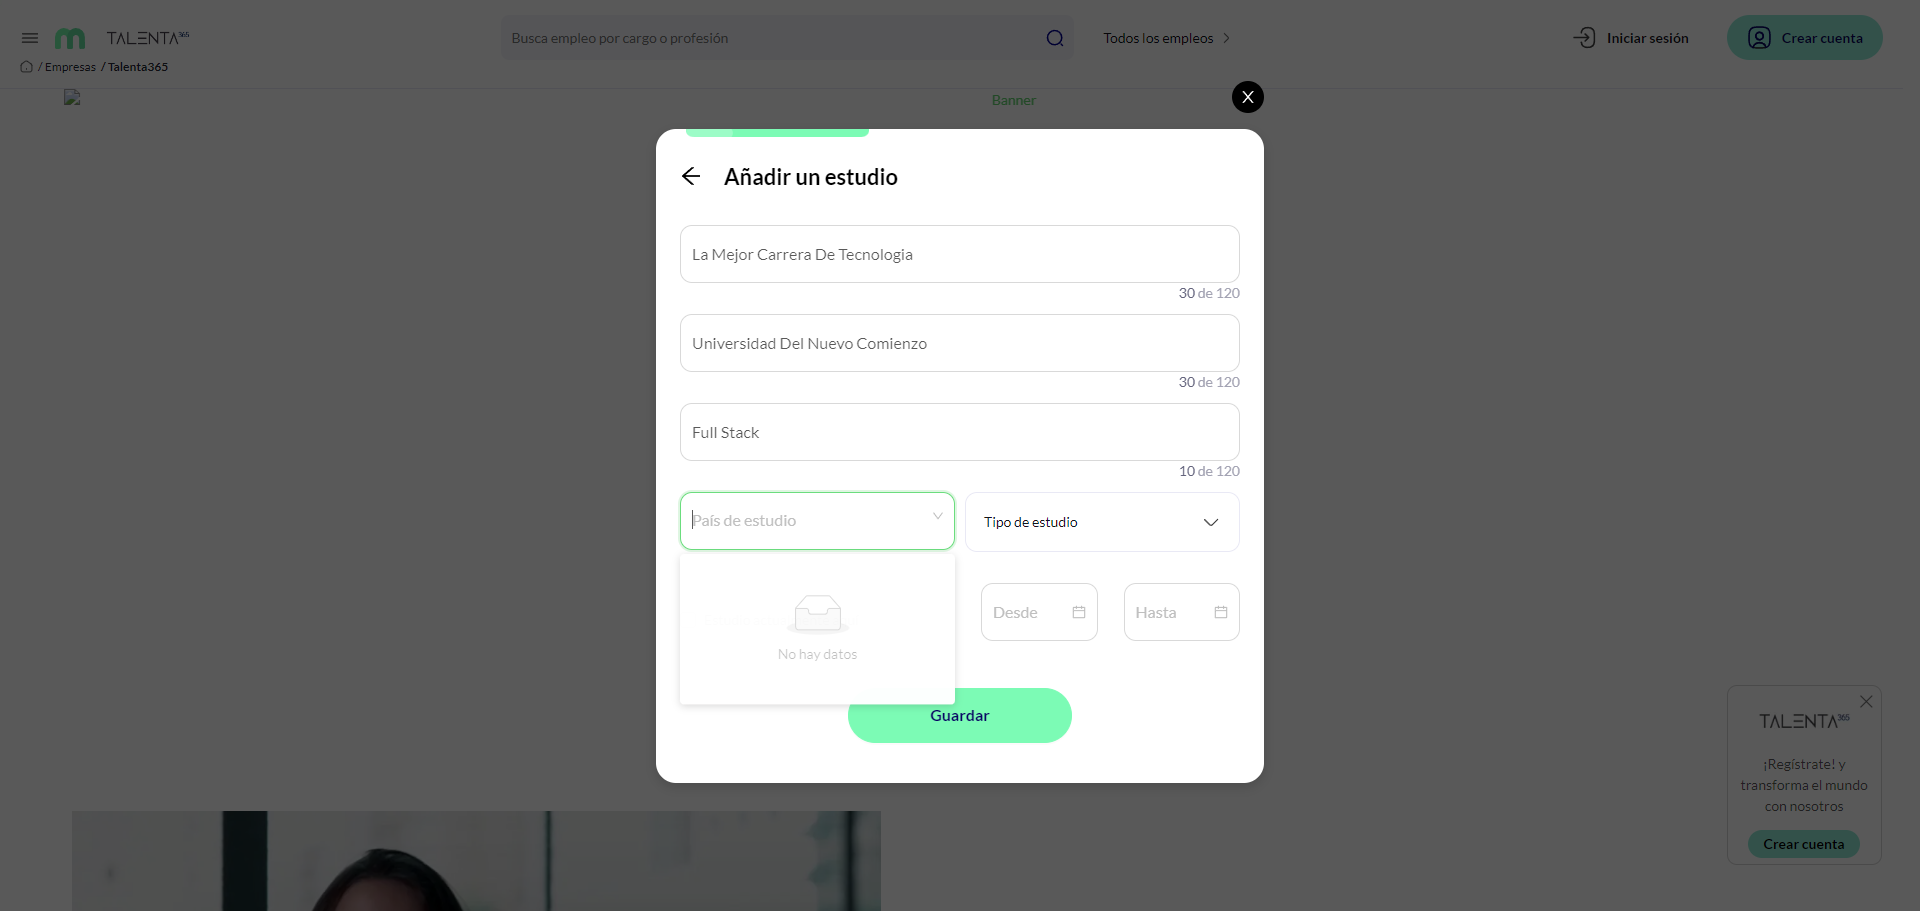 TALENTA365
Busca empleo por cargo o profesión
Todos los empleos
Iniciar sesión
Crear cuenta
/ Empresas / Talenta365
Banner
X
Añadir un estudio
La Mejor Carrera De Tecnologia
30 de 120
Universidad Del Nuevo Comienzo
30 de 120
Full Stack
10 de 120
País de estudio
Tipo de estudio
Desde
Hasta
No hay datos
Guardar
TALENTA365
¡Regístrate! y
transforma el mundo
con nosotros
Crear cuenta